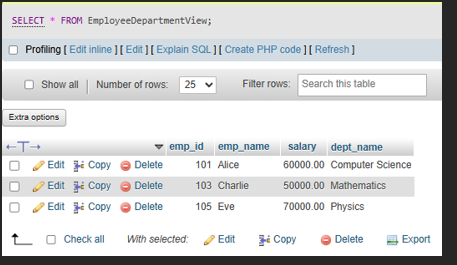 SELECT * FROM EmployeeDepartmentView;
Profiling [ Edit inline ] [ Edit ] [ Explain SQL ] [ Create PHP code ] [ Refresh ]
Show all | Number of rows: 25 Filter rows: Search this table
Extra options
←T→ emp_id emp_name salary dept_name
Edit Copy Delete 101 Alice 60000.00 Computer Science
Edit Copy Delete 103 Charlie 50000.00 Mathematics
Edit Copy Delete 105 Eve 70000.00 Physics
Check all With selected: Edit Copy Delete Export